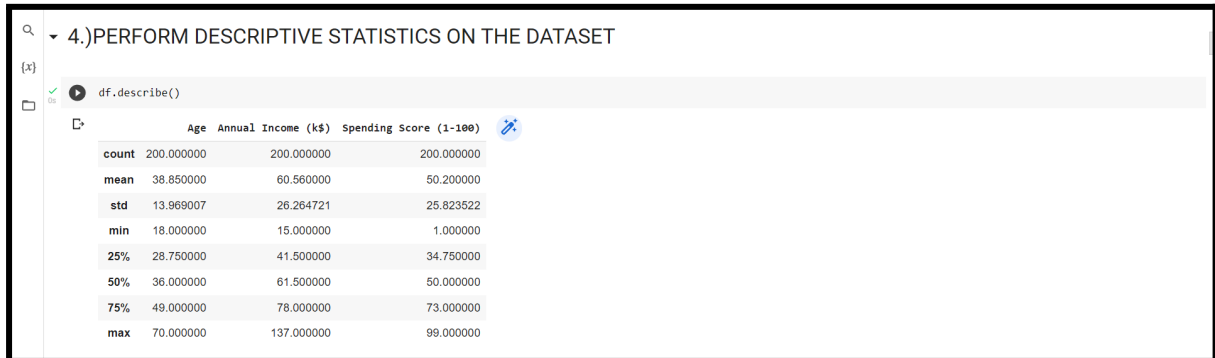 4.)PERFORM DESCRIPTIVE STATISTICS ON THE DATASET
{x}
0s df.describe()
Age Annual Income (k$) Spending Score (1-100)
count 200.000000 200.000000 200.000000
mean 38.850000 60.560000 50.200000
std 13.969007 26.264721 25.823522
min 18.000000 15.000000 1.000000
25% 28.750000 41.500000 34.750000
50% 36.000000 61.500000 50.000000
75% 49.000000 78.000000 73.000000
max 70.000000 137.000000 99.000000